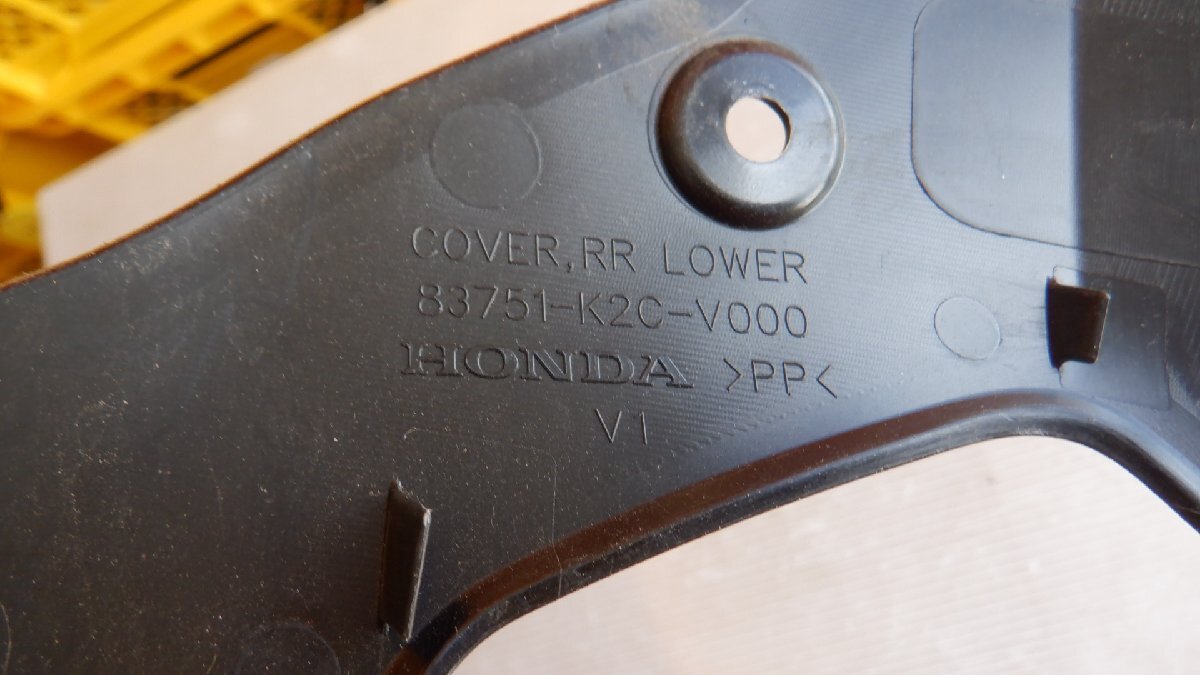 COVER,RR LOWER
83751-K2C-V000
HONDA >PP<
V1